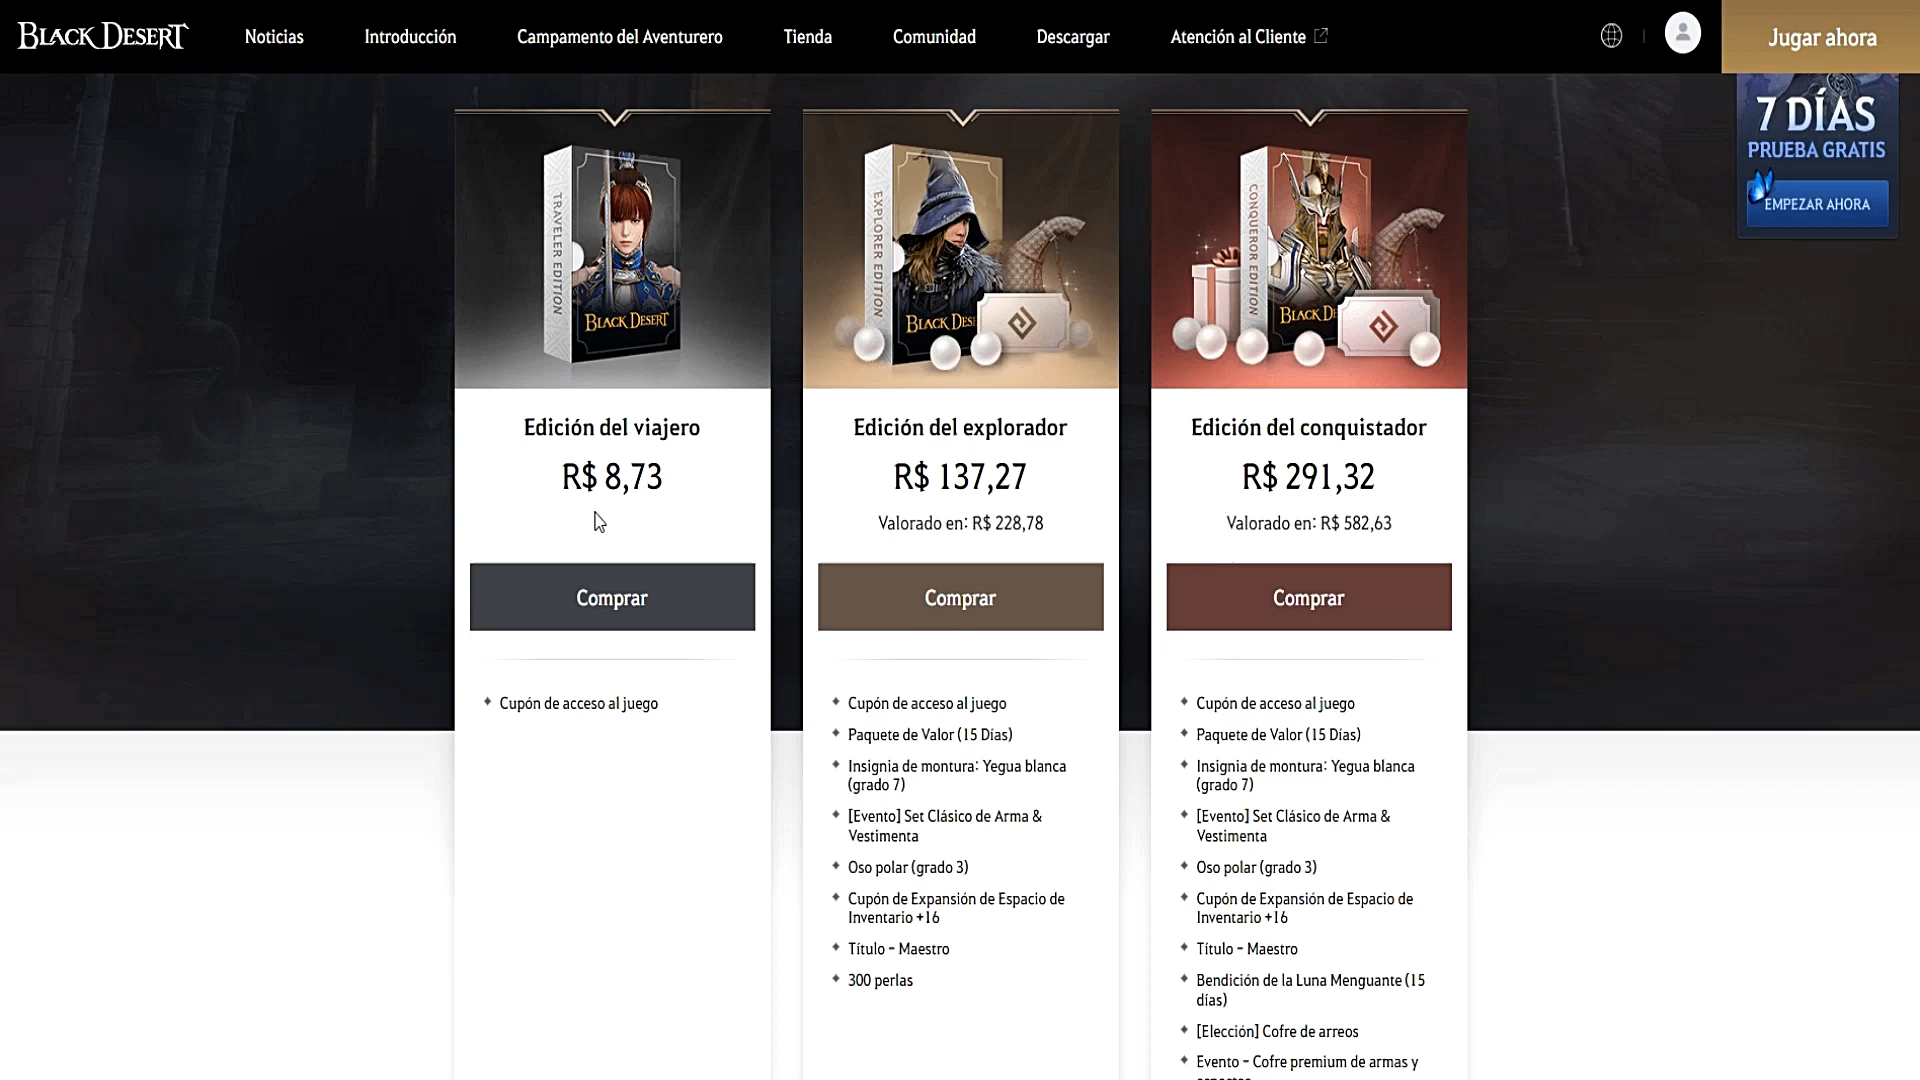 BLACK DESERT
Noticias
Introducción
Campamento del Aventurero
Tienda
Comunidad
Descargar
Atención al Cliente
Jugar ahora
7 DÍAS
PRUEBA GRATIS
EMPEZAR AHORA
TRAVELER EDITION
BLACK DESERT
Edición del viajero
R$ 8,73
Comprar
Cupón de acceso al juego
EXPLORER EDITION
BLACK DES
Edición del explorador
R$ 137,27
Valorado en: R$ 228,78
Comprar
Cupón de acceso al juego
Paquete de Valor (15 Días)
Insignia de montura: Yegua blanca
(grado 7)
[Evento] Set Clásico de Arma &
Vestimenta
Oso polar (grado 3)
Cupón de Expansión de Espacio de
Inventario +16
Título – Maestro
300 perlas
CONQUEROR EDITION
BLACK DE
Edición del conquistador
R$ 291,32
Valorado en: R$ 582,63
Comprar
Cupón de acceso al juego
Paquete de Valor (15 Días)
Insignia de montura: Yegua blanca
(grado 7)
[Evento] Set Clásico de Arma &
Vestimenta
Oso polar (grado 3)
Cupón de Expansión de Espacio de
Inventario +16
Título – Maestro
Bendición de la Luna Menguante (15
días)
[Elección] Cofre de arreos
Evento – Cofre premium de armas y